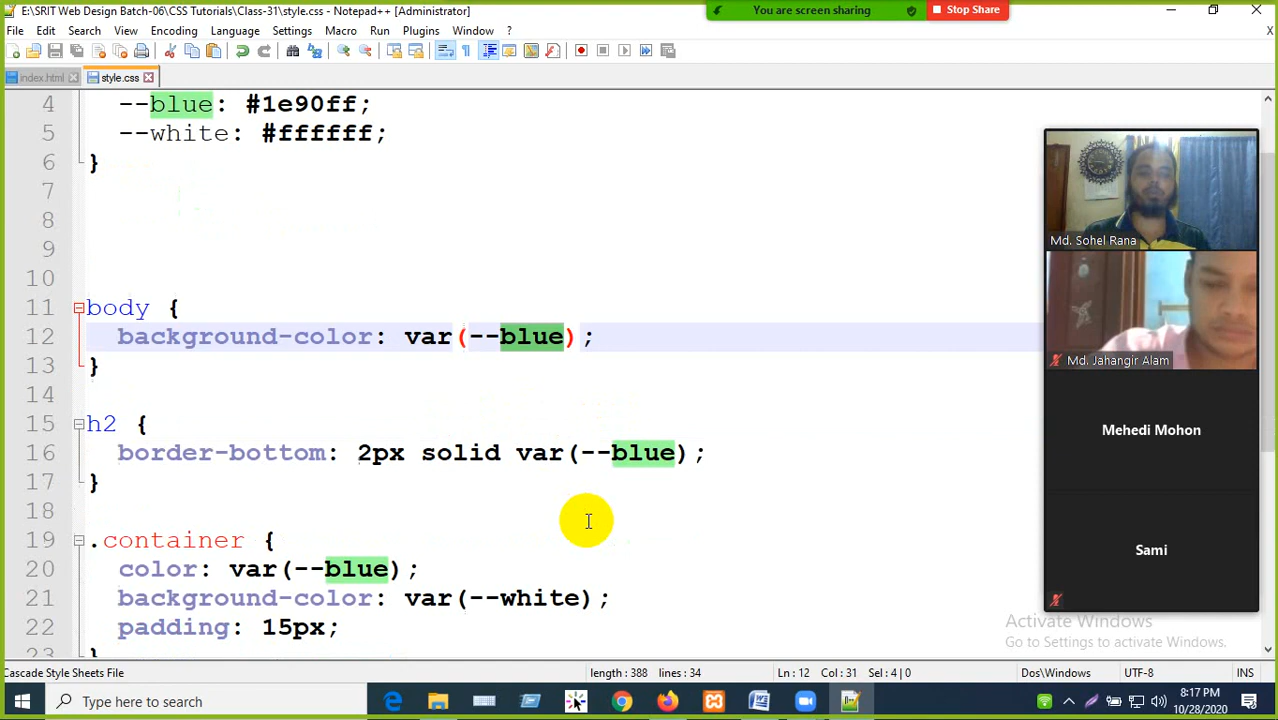 E:\SRIT Web Design Batch-06\CSS Tutorials\Class-31\style.css - Notepad++ [Administrator]
You are screen sharing
Stop Share
File Edit Search View Encoding Language Settings Macro Run Plugins Window ?
X
index.html style.css
4 --blue: #1e90ff;
5 --white: #ffffff;
6 }
7
8
9
10
11 body {
12 background-color: var(--blue);
13 }
14
15 h2 {
16 border-bottom: 2px solid var(--blue);
17 }
18
19 .container {
20 color: var(--blue);
21 background-color: var(--white);
22 padding: 15px;
23 }
Md. Sohel Rana
Md. Jahangir Alam
Mehedi Mohon
Sami
Activate Windows
Go to Settings to activate Windows.
Cascade Style Sheets File length : 388 lines : 34 Ln : 12 Col : 31 Sel : 4 | 0 Dos\Windows UTF-8 INS
Type here to search
8:17 PM
10/28/2020